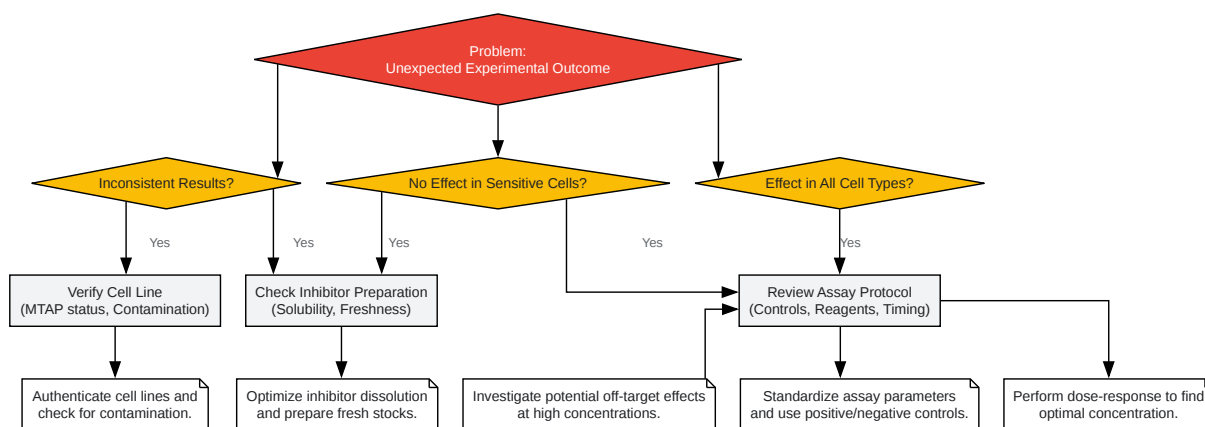 Problem:
Unexpected Experimental Outcome
Inconsistent Results?
No Effect in Sensitive Cells?
Effect in All Cell Types?
Yes
Yes
Yes
Yes
Yes
Verify Cell Line
(MTAP status, Contamination)
Check Inhibitor Preparation
(Solubility, Freshness)
Review Assay Protocol
(Controls, Reagents, Timing)
Authenticate cell lines and
check for contamination.
Optimize inhibitor dissolution
and prepare fresh stocks.
Investigate potential off-target effects
at high concentrations.
Standardize assay parameters
and use positive/negative controls.
Perform dose-response to find
optimal concentration.